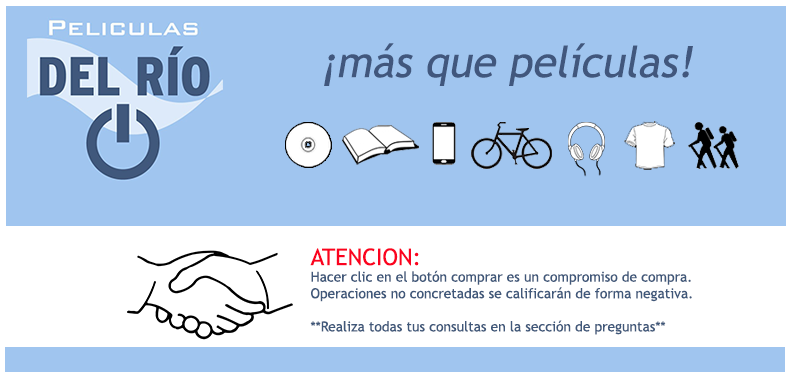 PELICULAS
DEL RÍO
¡más que películas!
ATENCION:
Hacer clic en el botón comprar es un compromiso de compra.
Operaciones no concretadas se calificarán de forma negativa.
**Realiza todas tus consultas en la sección de preguntas**